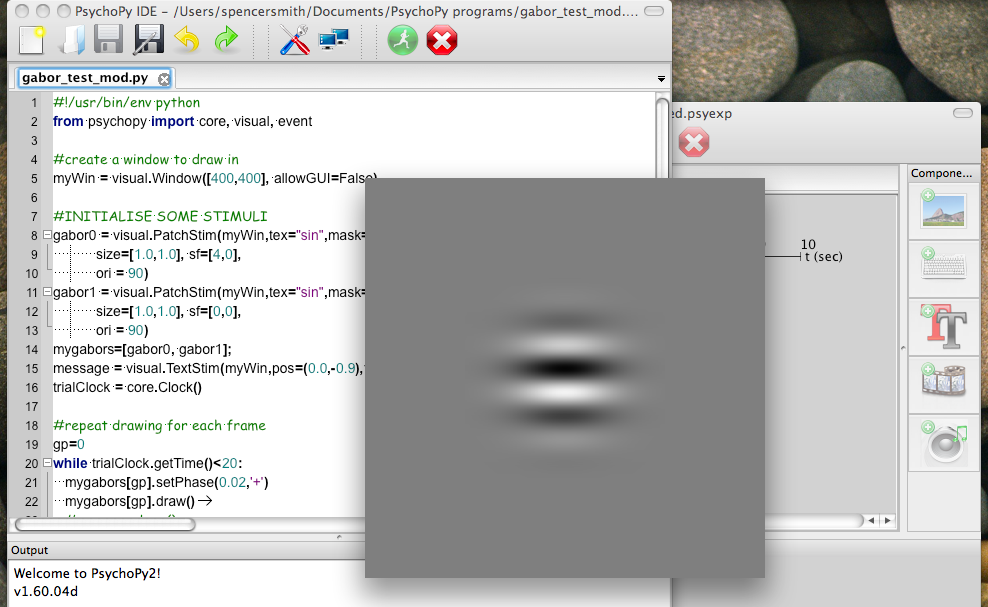 PsychoPy IDE – /Users/spencersmith/Documents/PsychoPy programs/gabor_test_mod....
gabor_test_mod.py
1 #!/usr/bin/env python
2 from psychopy import core, visual, event
3
4 #create a window to draw in
5 myWin = visual.Window([400,400], allowGUI=False)
6
7 #INITIALISE SOME STIMULI
8 gabor0 = visual.PatchStim(myWin,tex="sin",mask=
9 size=[1.0,1.0], sf=[4,0],
10 ori = 90)
11 gabor1 = visual.PatchStim(myWin,tex="sin",mask=
12 size=[1.0,1.0], sf=[0,0],
13 ori = 90)
14 mygabors=[gabor0, gabor1];
15 message = visual.TextStim(myWin,pos=(0.0,-0.9),
16 trialClock = core.Clock()
17
18 #repeat drawing for each frame
19 gp=0
20 while trialClock.getTime()<20:
21 mygabors[gp].setPhase(0.02,'+')
22 mygabors[gp].draw()
Output
Welcome to PsychoPy2!
v1.60.04d
ed.psyexp
Compone...
10
t (sec)